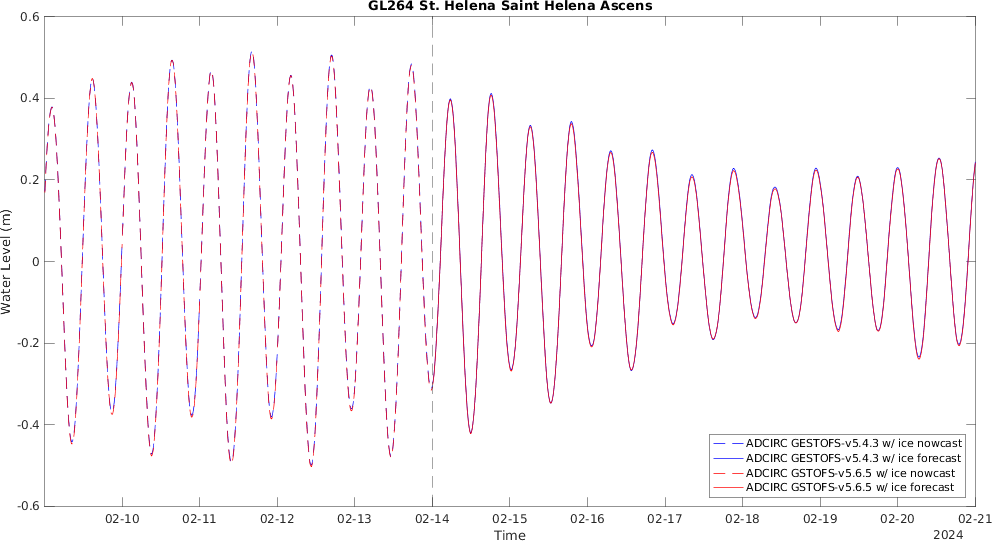 GL264 St. Helena Saint Helena Ascens
0.6
0.4
0.2
0
-0.2
-0.4
-0.6
Water Level (m)
ADCIRC GESTOFS-v5.4.3 w/ ice nowcast
ADCIRC GESTOFS-v5.4.3 w/ ice forecast
ADCIRC GSTOFS-v5.6.5 w/ ice nowcast
ADCIRC GSTOFS-v5.6.5 w/ ice forecast
02-10 02-11 02-12 02-13 02-14 02-15 02-16 02-17 02-18 02-19 02-20 02-21
Time
2024